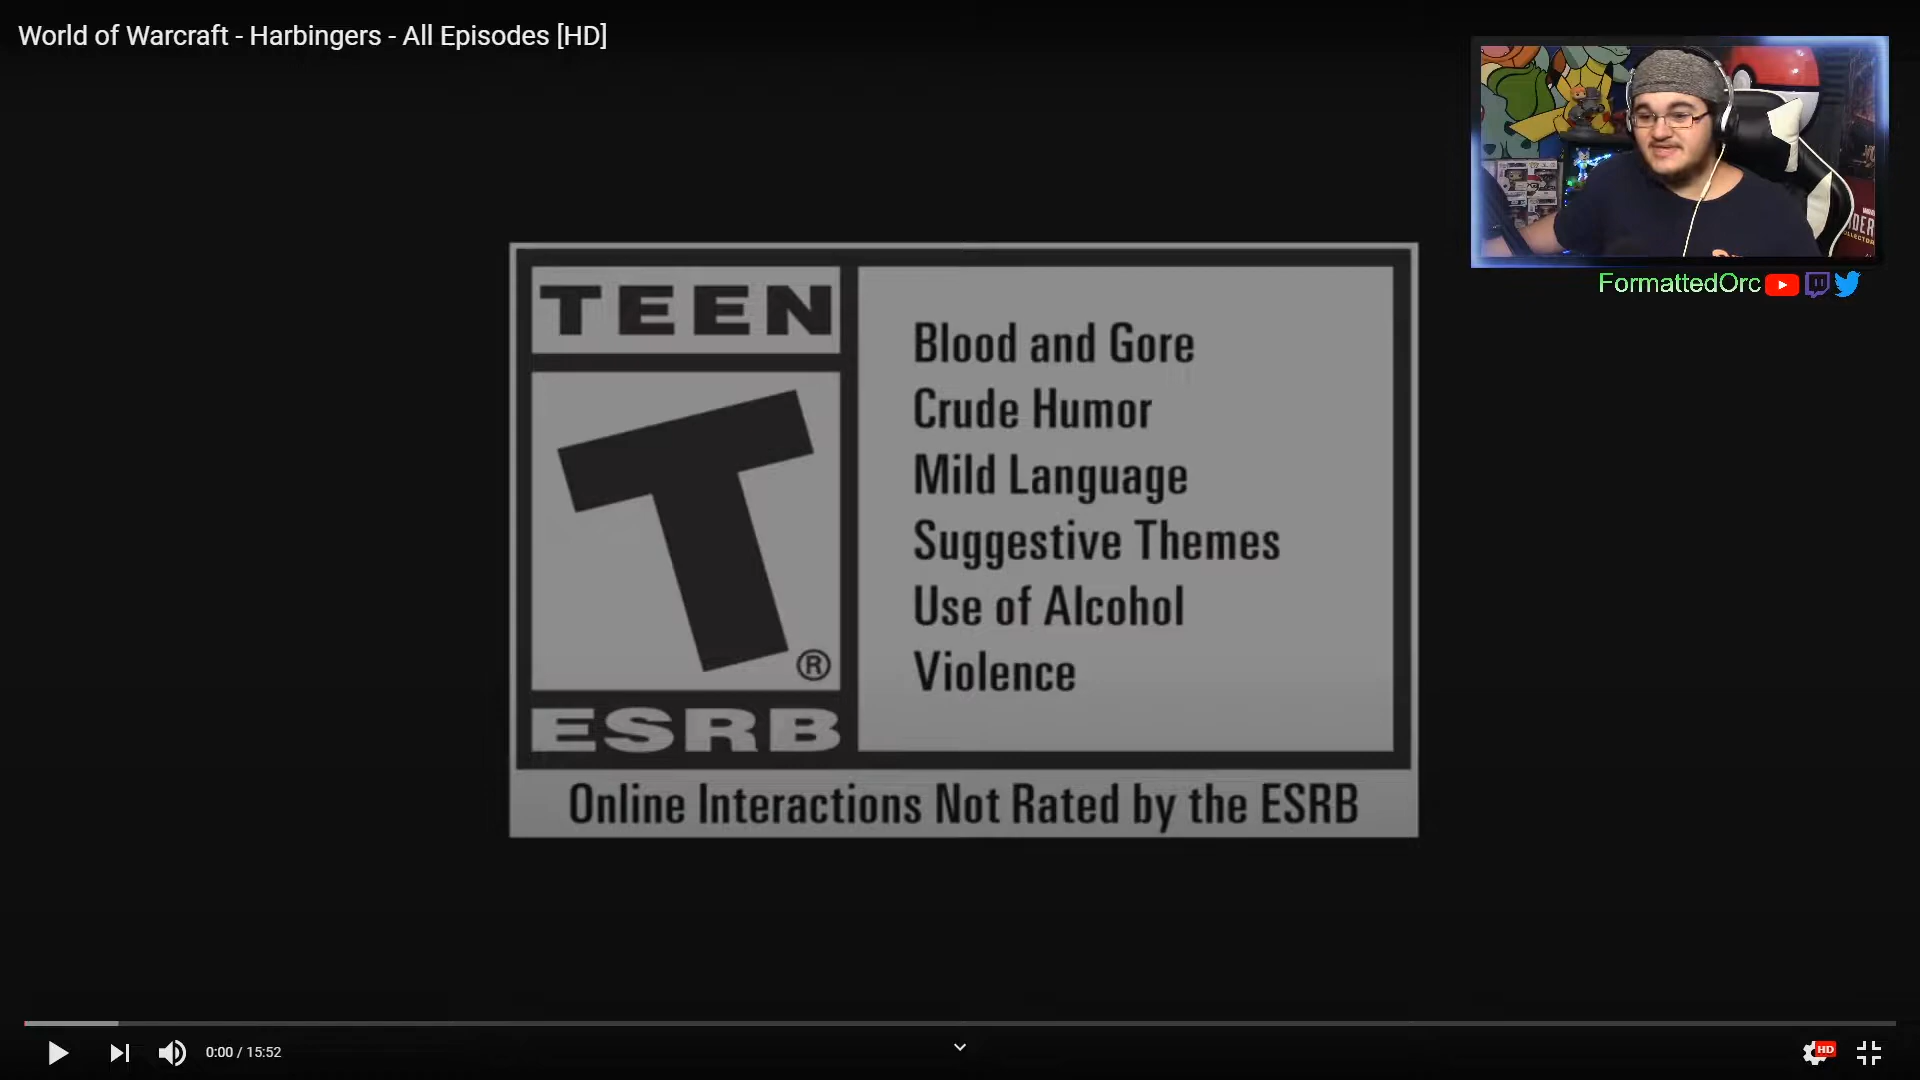 World of Warcraft - Harbingers - All Episodes [HD]
FormattedOrc
TEEN
T
®
ESRB
Blood and Gore
Crude Humor
Mild Language
Suggestive Themes
Use of Alcohol
Violence
Online Interactions Not Rated by the ESRB
0:00 / 15:52
HD